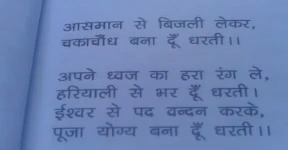 आसमान से बिजली लेकर,
चकाचौंध बना दूँ धरती।।
अपने ध्वज का हरा रंग ले,
हरियाली से भर दूँ धरती।
ईश्वर से पद वन्दन करके,
पूजा योग्य बना दूँ धरती।।